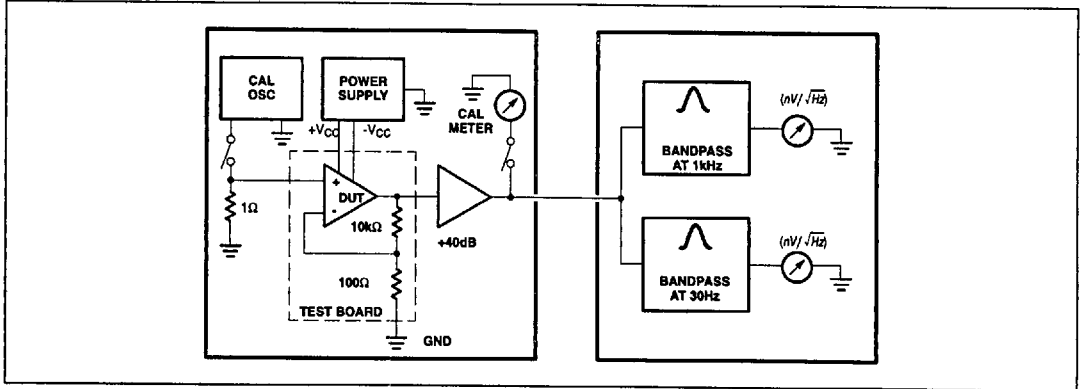 CAL
OSC
POWER
SUPPLY
+VCC
-VCC
CAL
METER
1Ω
+
-
DUT
10kΩ
100Ω
TEST BOARD
GND
+40dB
BANDPASS
AT 1kHz
(nV/√Hz)
BANDPASS
AT 30Hz
(nV/√Hz)